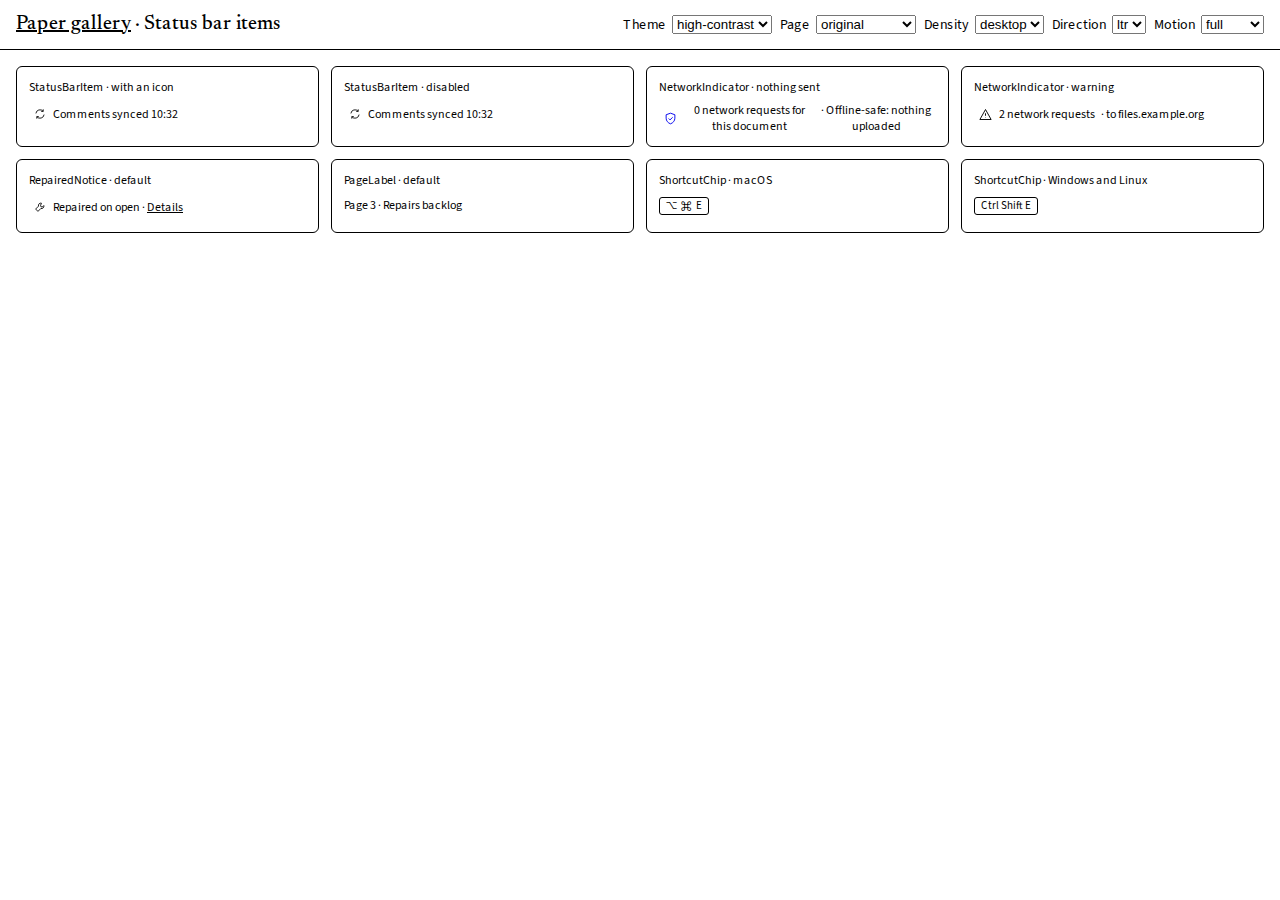 Paper gallery · Status bar items
Theme high-contrast Page original Density desktop Direction ltr Motion full
StatusBarItem · with an icon
Comments synced 10:32
StatusBarItem · disabled
Comments synced 10:32
NetworkIndicator · nothing sent
0 network requests for this document
· Offline-safe: nothing uploaded
NetworkIndicator · warning
2 network requests · to files.example.org
RepairedNotice · default
Repaired on open · Details
PageLabel · default
Page 3 · Repairs backlog
ShortcutChip · macOS
⌥ ⌘ E
ShortcutChip · Windows and Linux
Ctrl Shift E